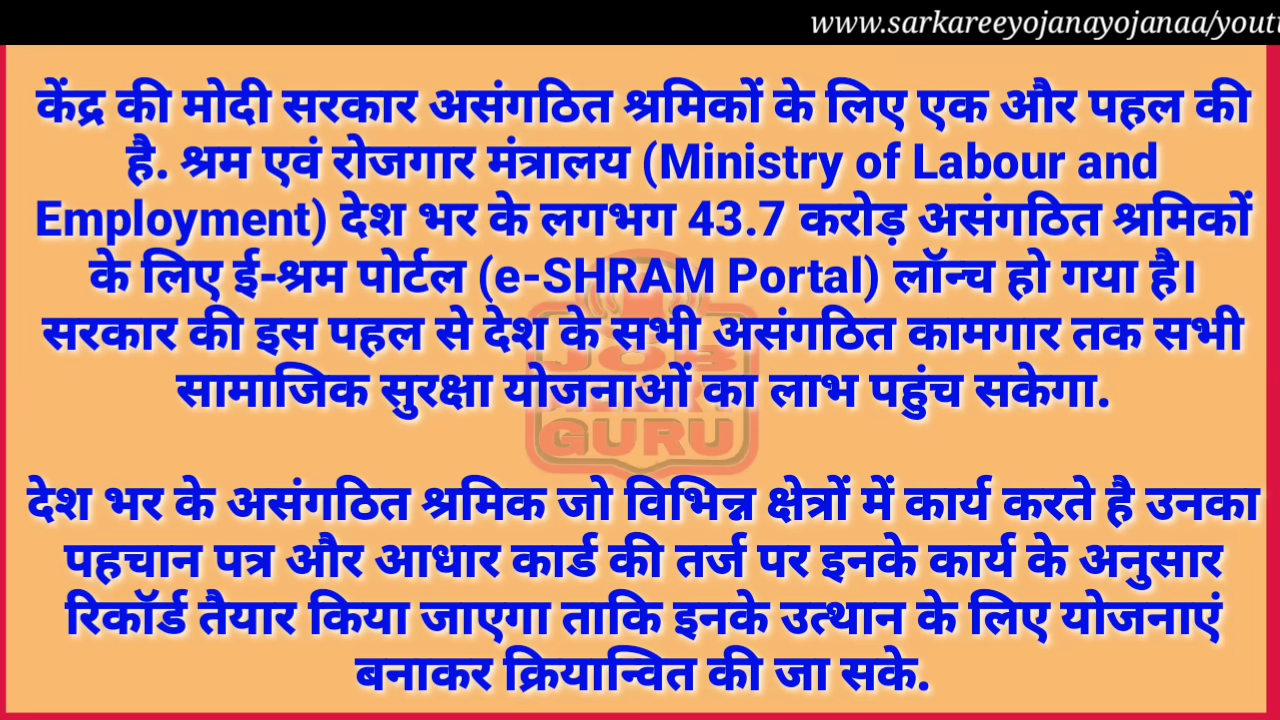 www.sarkareeyojanayojanaa/yout
केंद्र की मोदी सरकार असंगठित श्रमिकों के लिए एक और पहल की
है. श्रम एवं रोजगार मंत्रालय (Ministry of Labour and
Employment) देश भर के लगभग 43.7 करोड़ असंगठित श्रमिकों
के लिए ई-श्रम पोर्टल (e-SHRAM Portal) लॉन्च हो गया है।
सरकार की इस पहल से देश के सभी असंगठित कामगार तक सभी
सामाजिक सुरक्षा योजनाओं का लाभ पहुंच सकेगा.
JOB
GURU
देश भर के असंगठित श्रमिक जो विभिन्न क्षेत्रों में कार्य करते है उनका
पहचान पत्र और आधार कार्ड की तर्ज पर इनके कार्य के अनुसार
रिकॉर्ड तैयार किया जाएगा ताकि इनके उत्थान के लिए योजनाएं
बनाकर क्रियान्वित की जा सके.